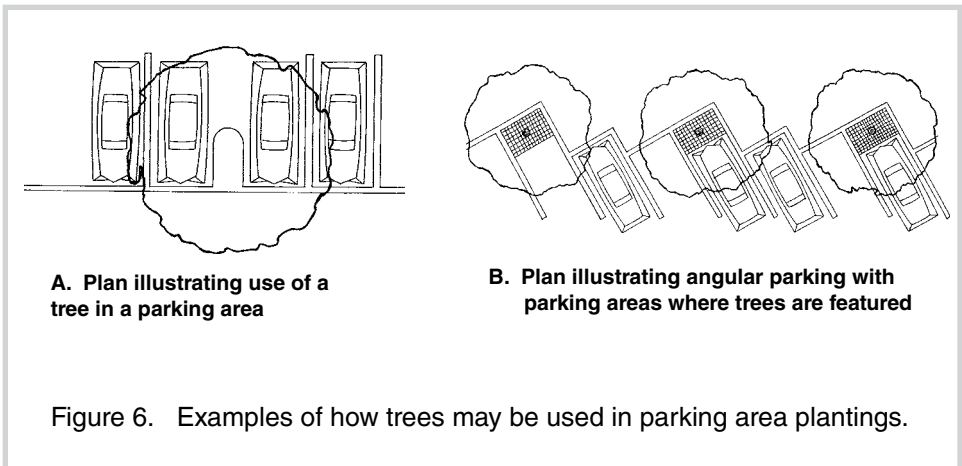 A. Plan illustrating use of a
tree in a parking area
B. Plan illustrating angular parking with
parking areas where trees are featured
Figure 6. Examples of how trees may be used in parking area plantings.